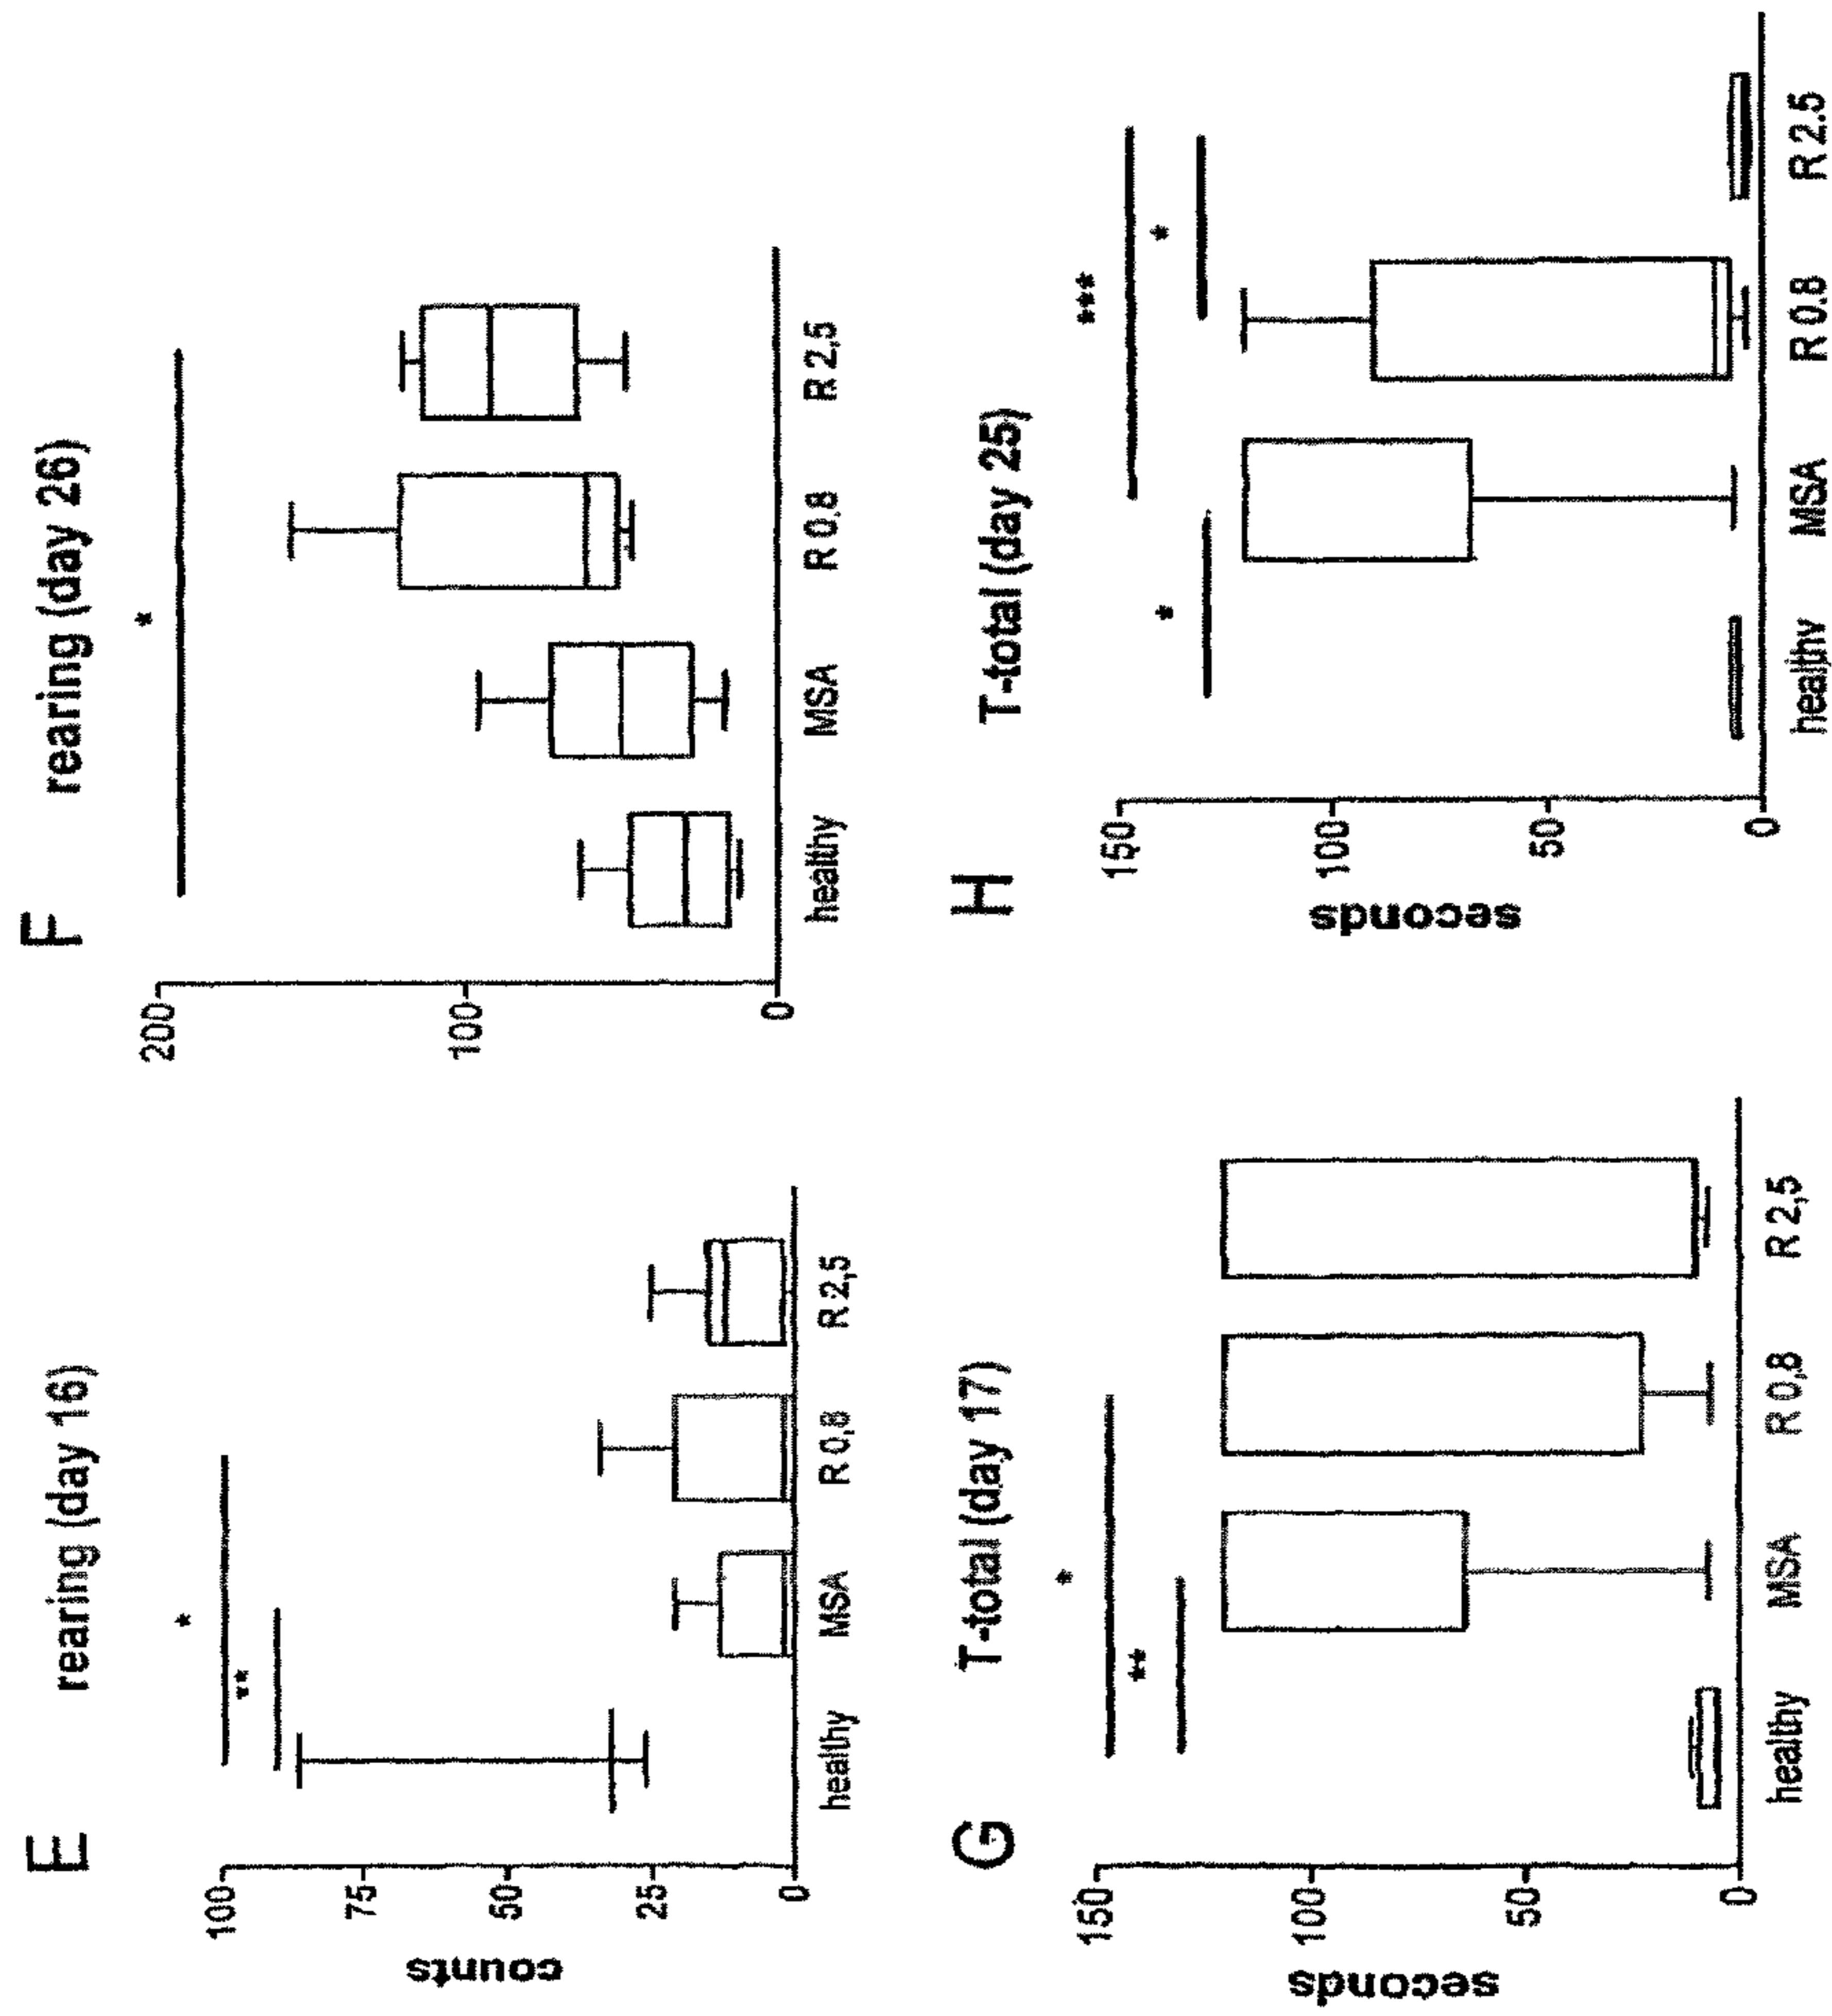 E
rearing (day 16)
*
**
100
75
50
25
0
counts
healthy
MSA
R 0,8
R 2,5
F
rearing (day 26)
*
200
100
0
healthy
MSA
R 0,8
R 2,5
G
T-total (day 17)
*
**
150
100
50
0
seconds
healthy
MSA
R 0,8
R 2,5
H
T-total (day 25)
***
*
*
150
100
50
0
seconds
healthy
MSA
R 0.8
R 2.5